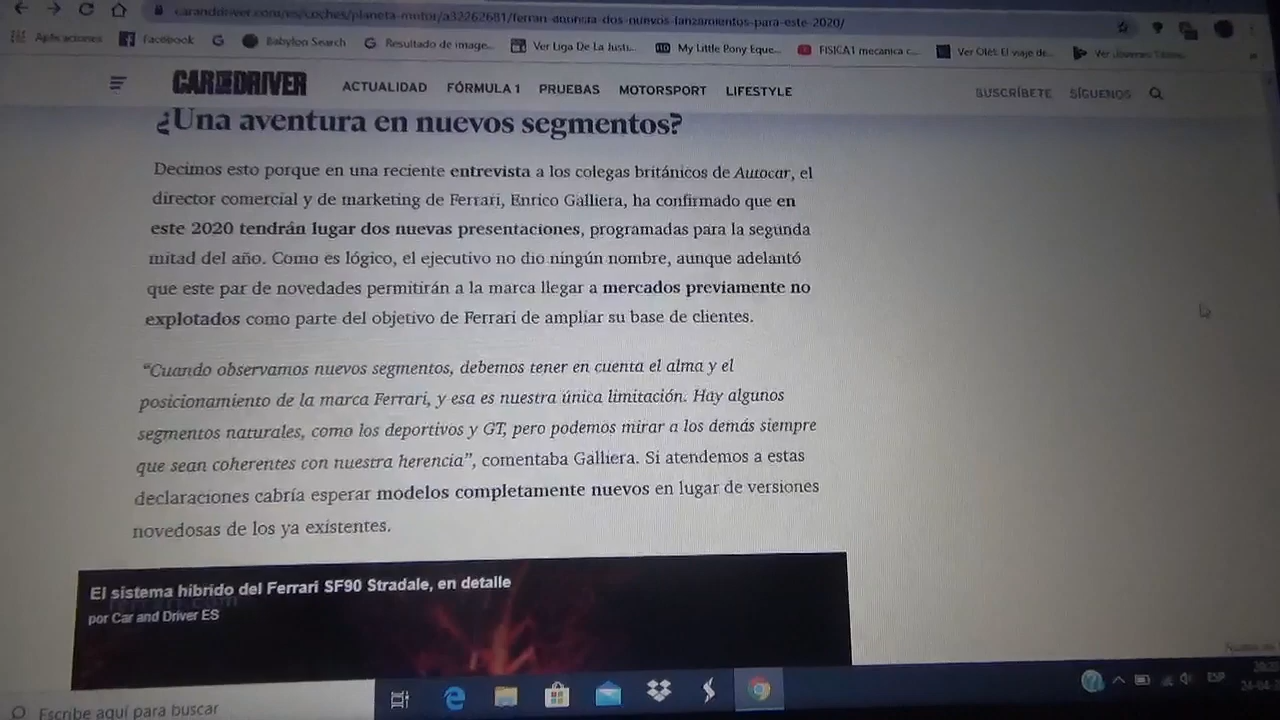 caranddriver.com/es/coches/planeta-motor/a32262681/ferrari-anuncia-dos-nuevos-lanzamientos-para-este-2020/
Aplicaciones Facebook Babylon Search Resultado de image... Ver Liga De La Justi... My Little Pony Eque... FISICA1 mecanica c... Ver Olét El viaje de... Ver
CAR AND DRIVER ACTUALIDAD FÓRMULA 1 PRUEBAS MOTORSPORT LIFESTYLE SUSCRÍBETE SÍGUENOS
¿Una aventura en nuevos segmentos?
Decimos esto porque en una reciente entrevista a los colegas británicos de Autocar, el
director comercial y de marketing de Ferrari, Enrico Galliera, ha confirmado que en
este 2020 tendrán lugar dos nuevas presentaciones, programadas para la segunda
mitad del año. Como es lógico, el ejecutivo no dio ningún nombre, aunque adelantó
que este par de novedades permitirán a la marca llegar a mercados previamente no
explotados como parte del objetivo de Ferrari de ampliar su base de clientes.
“Cuando observamos nuevos segmentos, debemos tener en cuenta el alma y el
posicionamiento de la marca Ferrari, y esa es nuestra única limitación. Hay algunos
segmentos naturales, como los deportivos y GT, pero podemos mirar a los demás siempre
que sean coherentes con nuestra herencia”, comentaba Galliera. Si atendemos a estas
declaraciones cabría esperar modelos completamente nuevos en lugar de versiones
novedosas de los ya existentes.
El sistema híbrido del Ferrari SF90 Stradale, en detalle
por Car and Driver ES
Escribe aquí para buscar
ESP